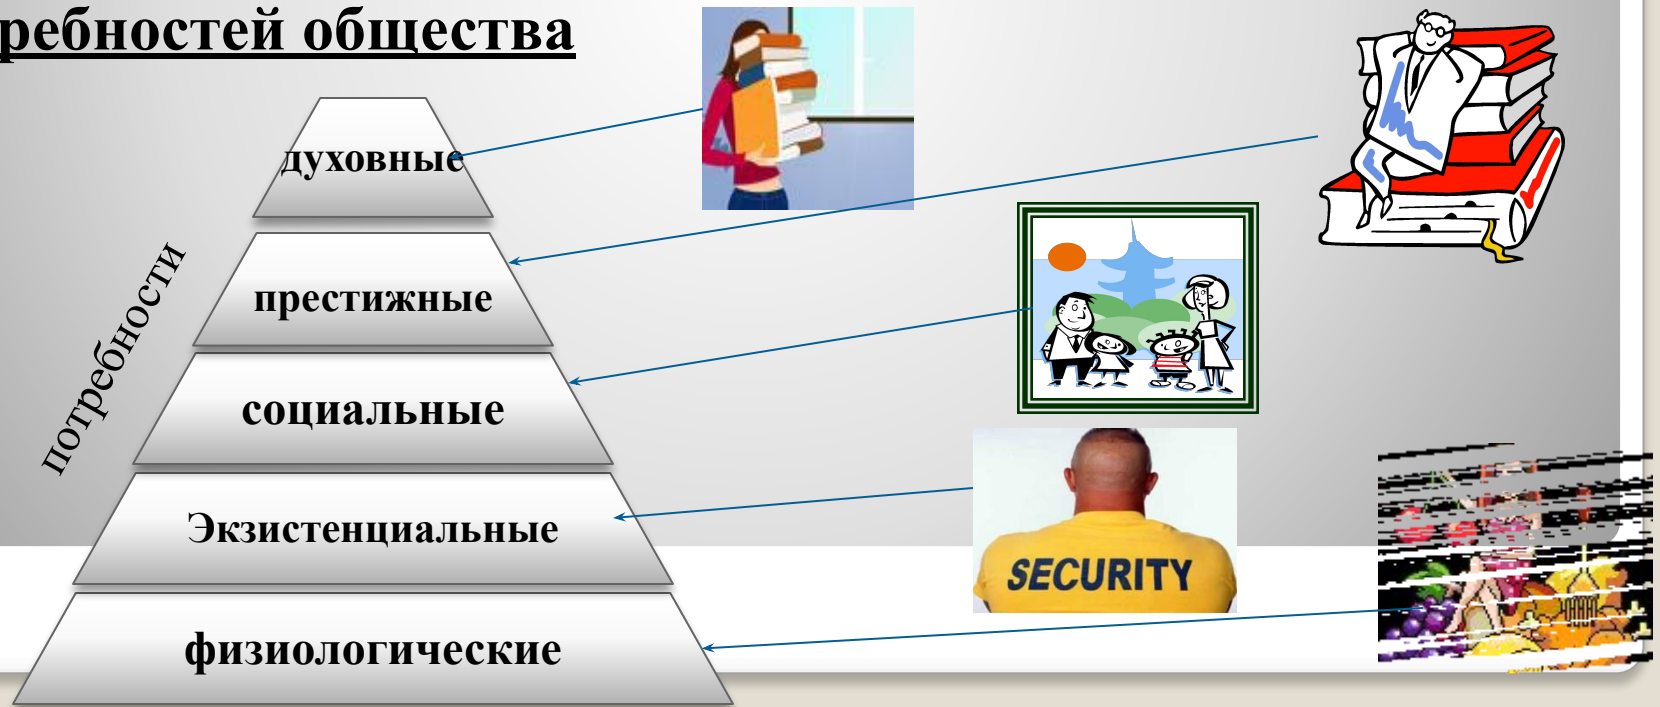 ребностей общества
духовные
престижные
социальные
Экзистенциальные
физиологические
потребности
SECURITY